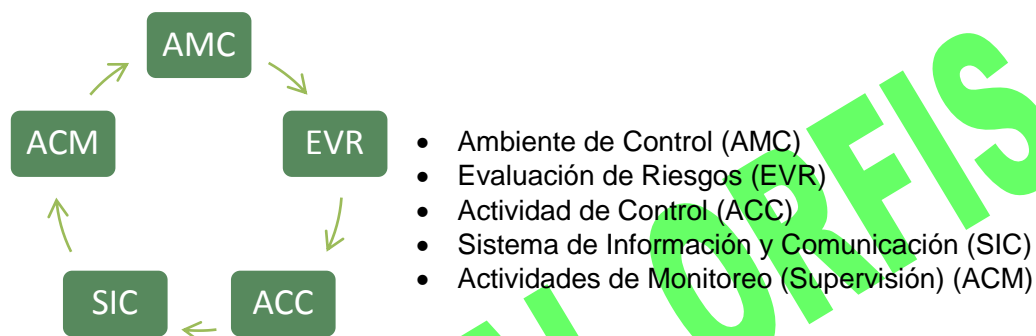 AMC
ACM
EVR
SIC
ACC
• Ambiente de Control (AMC)
• Evaluación de Riesgos (EVR)
• Actividad de Control (ACC)
• Sistema de Información y Comunicación (SIC)
• Actividades de Monitoreo (Supervisión) (ACM)
ORFIS